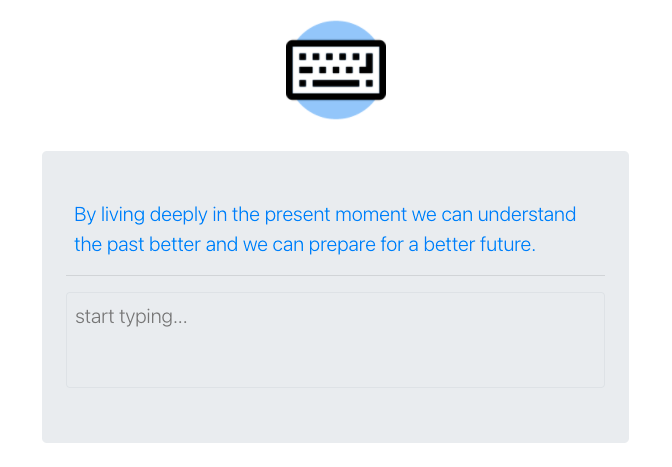 By living deeply in the present moment we can understand
the past better and we can prepare for a better future.
start typing...